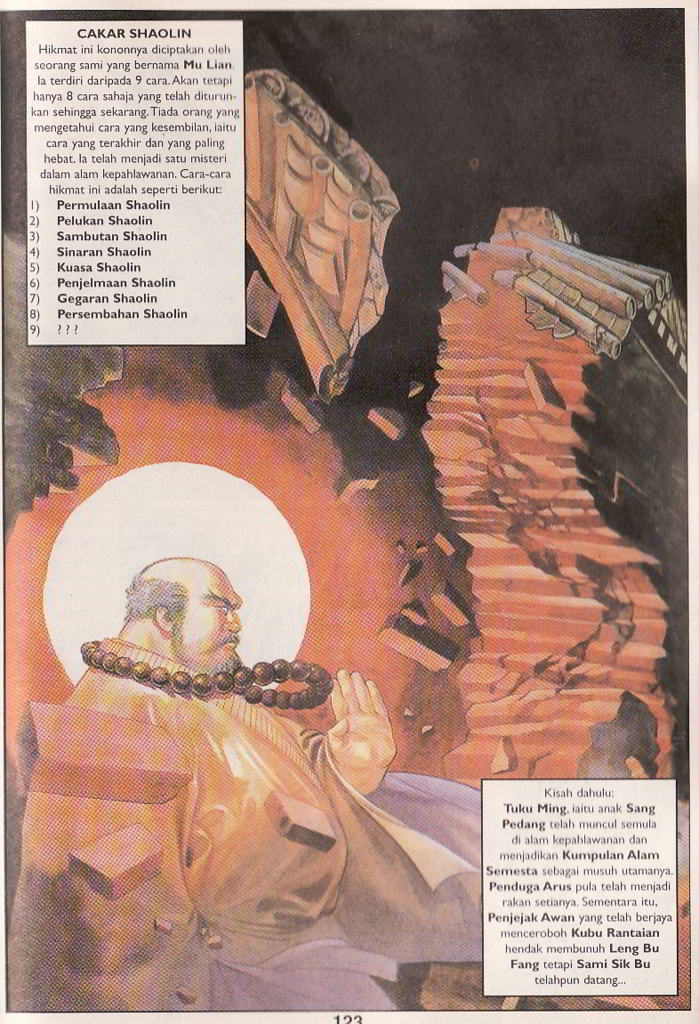 CAKAR SHAOLIN
Hikmat ini kononnya diciptakan oleh
seorang sami yang bernama Mu Lian.
Ia terdiri daripada 9 cara. Akan tetapi
hanya 8 cara sahaja yang telah diturun-
kan sehingga sekarang. Tiada orang yang
mengetahui cara yang kesembilan, iaitu
cara yang terakhir dan yang paling
hebat. Ia telah menjadi satu misteri
dalam alam kepahlawanan. Cara-cara
hikmat ini adalah seperti berikut:
1) Permulaan Shaolin
2) Pelukan Shaolin
3) Sambutan Shaolin
4) Sinaran Shaolin
5) Kuasa Shaolin
6) Penjelmaan Shaolin
7) Gegaran Shaolin
8) Persembahan Shaolin
9) ? ? ?
Kisah dahulu:
Tuku Ming, iaitu anak Sang
Pedang telah muncul semula
di alam kepahlawanan dan
menjadikan Kumpulan Alam
Semesta sebagai musuh utamanya.
Penduga Arus pula telah menjadi
rakan setianya. Sementara itu,
Penjejak Awan yang telah berjaya
menceroboh Kubu Rantaian
hendak membunuh Leng Bu
Fang tetapi Sami Sik Bu
telahpun datang...
123